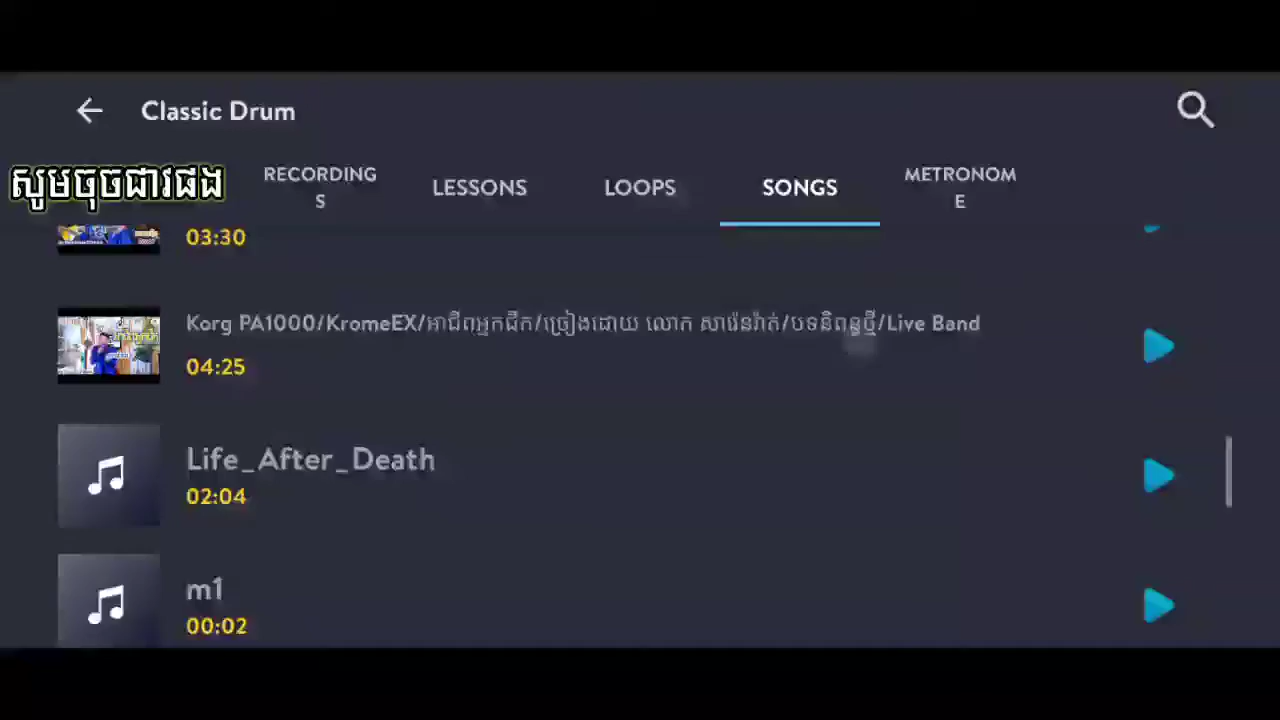 Classic Drum
សូមចុចជាវផង
RECORDING
S
LESSONS
LOOPS
SONGS
METRONOM
E
03:30
Korg PA1000/KromeEX/អាជីពអ្នកជីក/ច្រៀងដោយ លោក សារ៉េនរ៉ាត់/បទនិពន្ធថ្មី/Live Band
04:25
Life_After_Death
02:04
m1
00:02